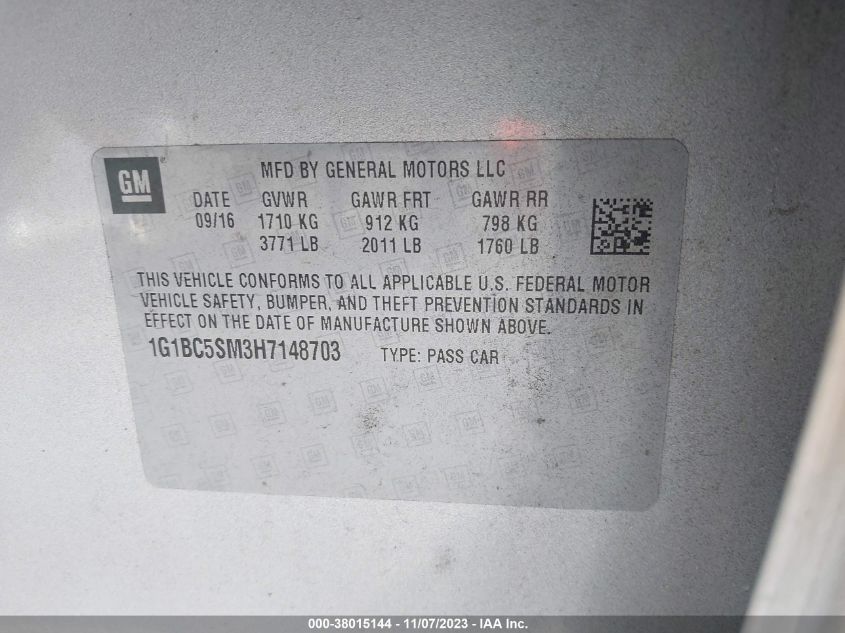 GM
MFD BY GENERAL MOTORS LLC
DATE GVWR GAWR FRT GAWR RR
09/16 1710 KG 912 KG 798 KG
3771 LB 2011 LB 1760 LB
THIS VEHICLE CONFORMS TO ALL APPLICABLE U.S. FEDERAL MOTOR
VEHICLE SAFETY, BUMPER, AND THEFT PREVENTION STANDARDS IN
EFFECT ON THE DATE OF MANUFACTURE SHOWN ABOVE.
1G1BC5SM3H7148703 TYPE: PASS CAR
000-38015144 - 11/07/2023 - IAA Inc.